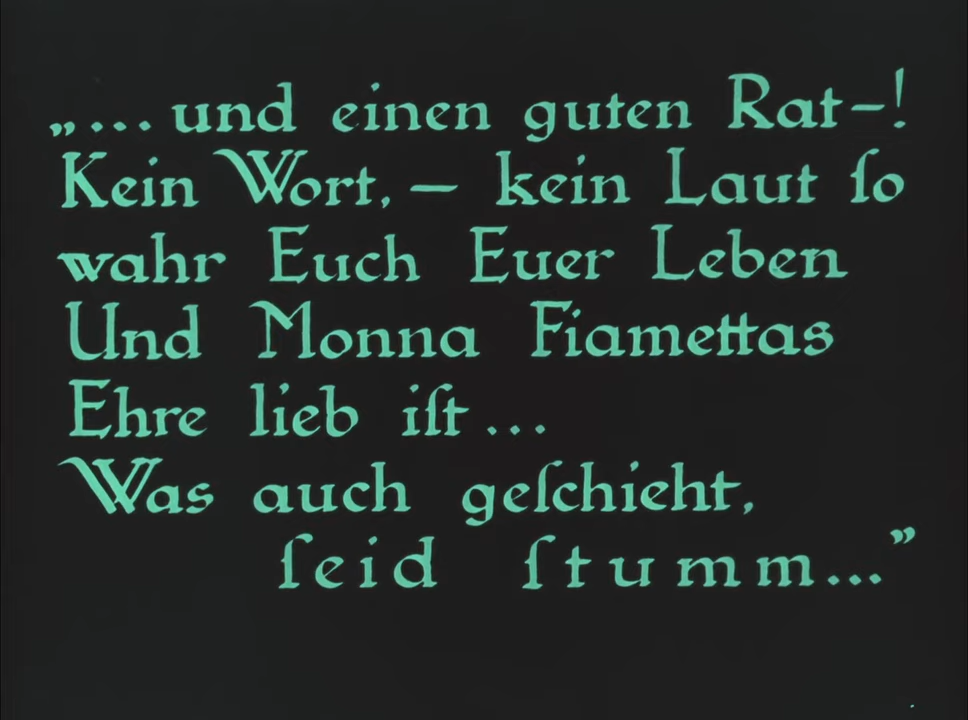 „... und einen guten Rat–!
Kein Wort, — kein Laut ſo
wahr Euch Euer Leben
Und Monna Fiamettas
Ehre lieb iſt...
Was auch geſchieht,
ſeid ſtumm...”